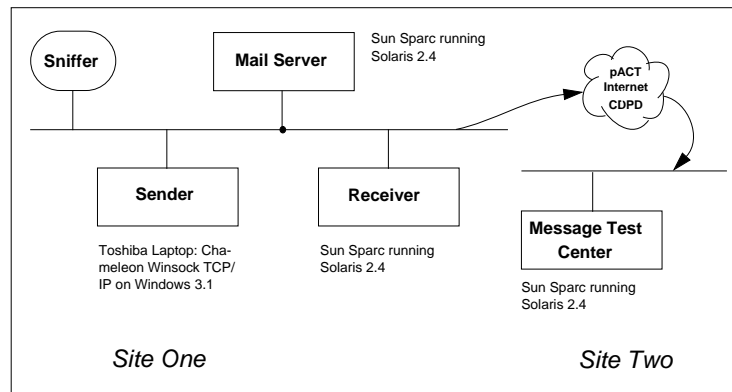 Sniffer
Mail Server
Sun Sparc running
Solaris 2.4
pACT
Internet
CDPD
Sender
Receiver
Toshiba Laptop: Cha-
meleon Winsock TCP/
IP on Windows 3.1
Sun Sparc running
Solaris 2.4
Message Test
Center
Sun Sparc running
Solaris 2.4
Site One
Site Two